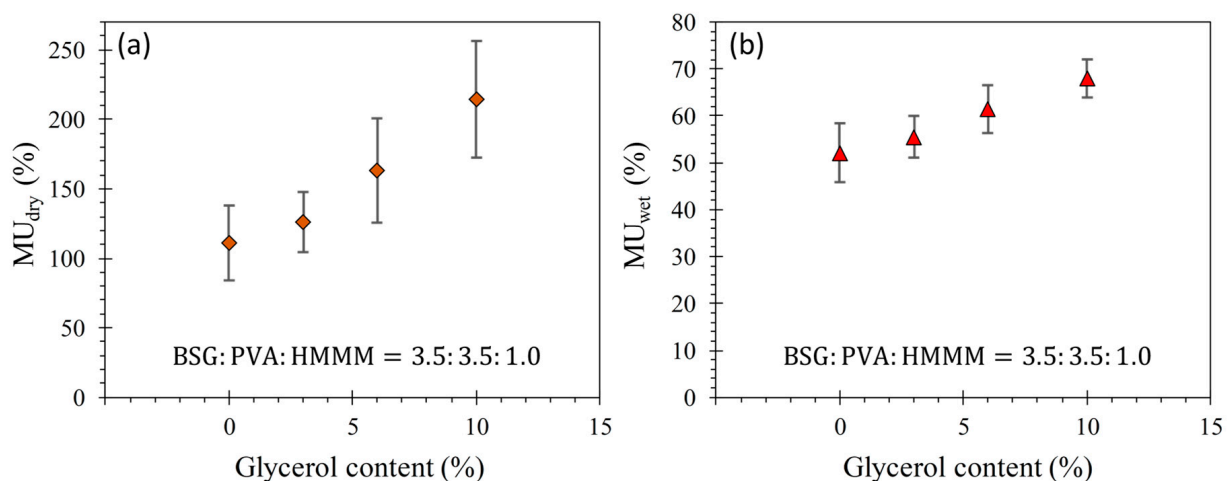 (a)
MU_dry (%)
250
200
150
100
50
0
BSG: PVA: HMMM = 3.5: 3.5: 1.0
0 5 10 15
Glycerol content (%)
(b)
MU_wet (%)
80
70
60
50
40
30
20
10
0
BSG: PVA: HMMM = 3.5: 3.5: 1.0
0 5 10 15
Glycerol content (%)